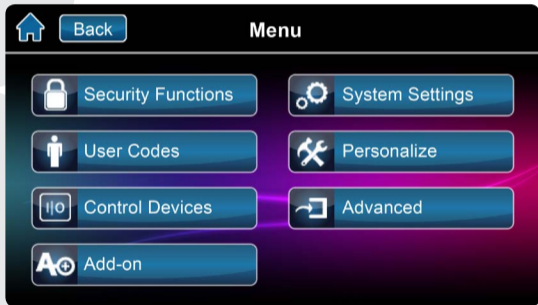 Back
Menu
Security Functions
System Settings
User Codes
Personalize
Control Devices
Advanced
Add-on